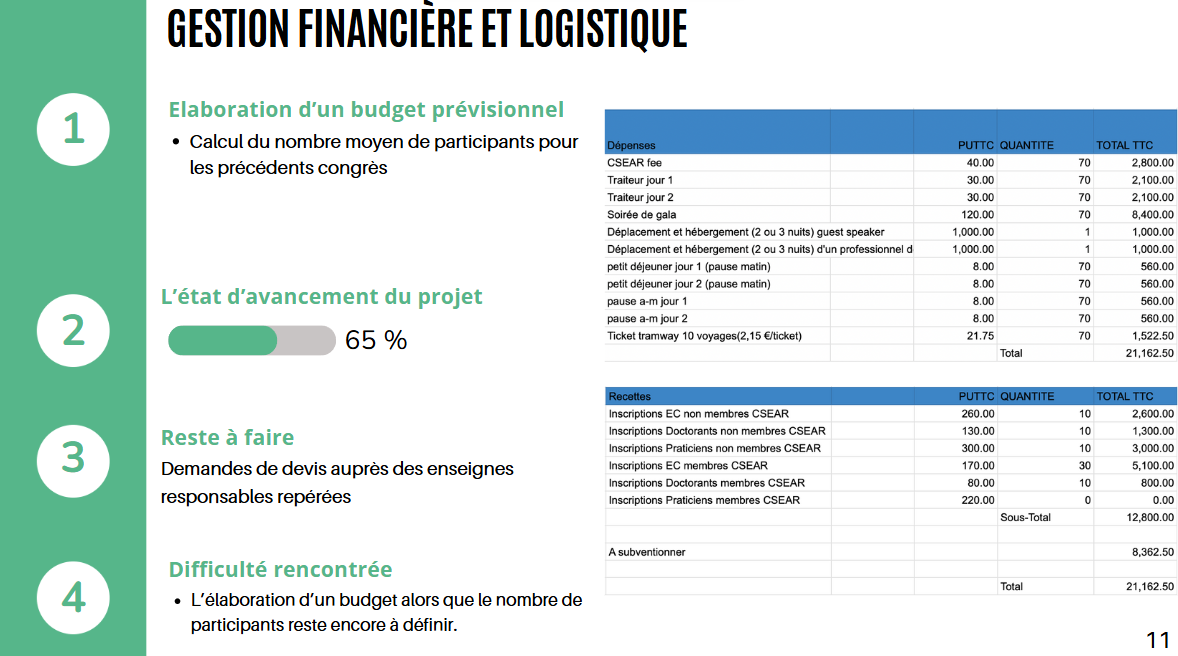 GESTION FINANCIÈRE ET LOGISTIQUE
1
Elaboration d’un budget prévisionnel
• Calcul du nombre moyen de participants pour
les précédents congrès
2
L’état d’avancement du projet
65 %
3
Reste à faire
Demandes de devis auprès des enseignes
responsables repérées
4
Difficulté rencontrée
• L’élaboration d’un budget alors que le nombre de
participants reste encore à définir.
Dépenses PUTTC QUANTITE TOTAL TTC
CSEAR fee 40.00 70 2,800.00
Traiteur jour 1 30.00 70 2,100.00
Traiteur jour 2 30.00 70 2,100.00
Soirée de gala 120.00 70 8,400.00
Déplacement et hébergement (2 ou 3 nuits) guest speaker 1,000.00 1 1,000.00
Déplacement et hébergement (2 ou 3 nuits) d'un professionnel d 1,000.00 1 1,000.00
petit déjeuner jour 1 (pause matin) 8.00 70 560.00
petit déjeuner jour 2 (pause matin) 8.00 70 560.00
pause a-m jour 1 8.00 70 560.00
pause a-m jour 2 8.00 70 560.00
Ticket tramway 10 voyages(2,15 €/ticket) 21.75 70 1,522.50
Total 21,162.50
Recettes PUTTC QUANTITE TOTAL TTC
Inscriptions EC non membres CSEAR 260.00 10 2,600.00
Inscriptions Doctorants non membres CSEAR 130.00 10 1,300.00
Inscriptions Praticiens non membres CSEAR 300.00 10 3,000.00
Inscriptions EC membres CSEAR 170.00 30 5,100.00
Inscriptions Doctorants membres CSEAR 80.00 10 800.00
Inscriptions Praticiens membres CSEAR 220.00 0 0.00
Sous-Total 12,800.00
A subventionner 8,362.50
Total 21,162.50
11